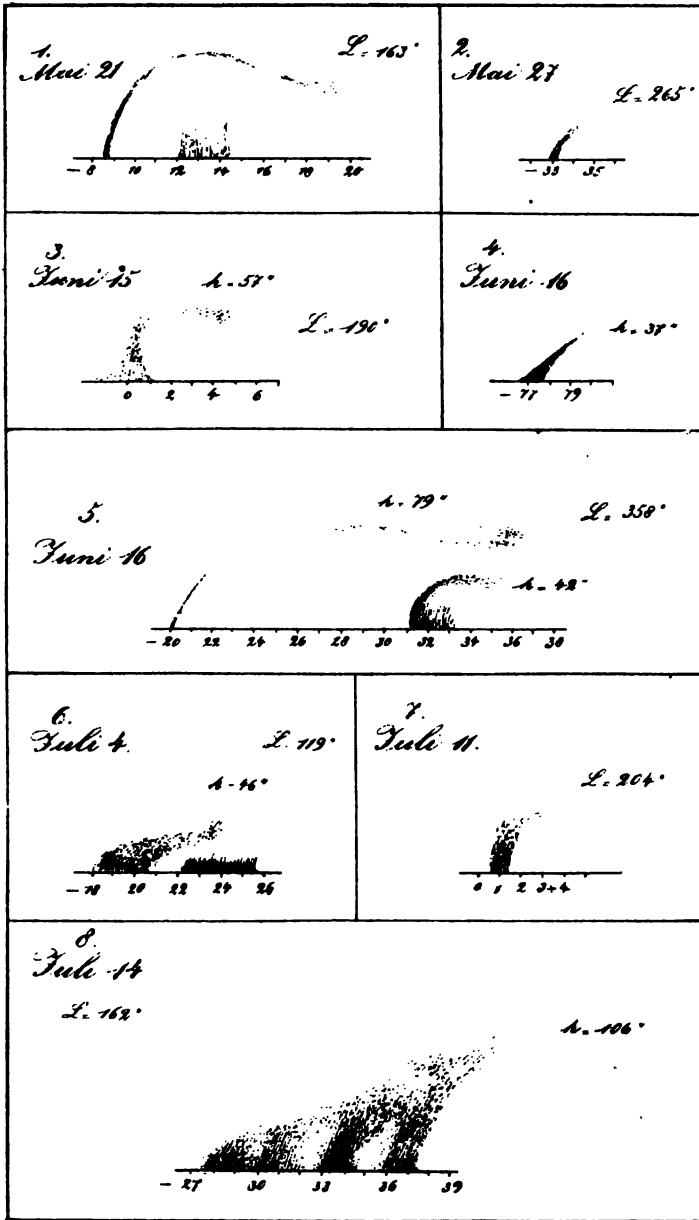 1.
Mai 21
L = 163°
- 8 10 12 14 16 18 20
2.
Mai 27
L = 265°
- 33 35
3.
Juni 15
h = 57"
L = 190°
0 2 4 6
4.
Juni 16
h = 37"
- 77 79
5.
Juni 16
h = 79"
L = 358°
h = 42"
- 20 22 24 26 28 30 32 34 36 38
6.
Juli 4.
L. 119°
h - 46"
- 18 20 22 24 26
7.
Juli 11.
L = 204°
0 1 2 3+4
8.
Juli 14
L = 162°
h = 106"
- 27 30 33 36 39